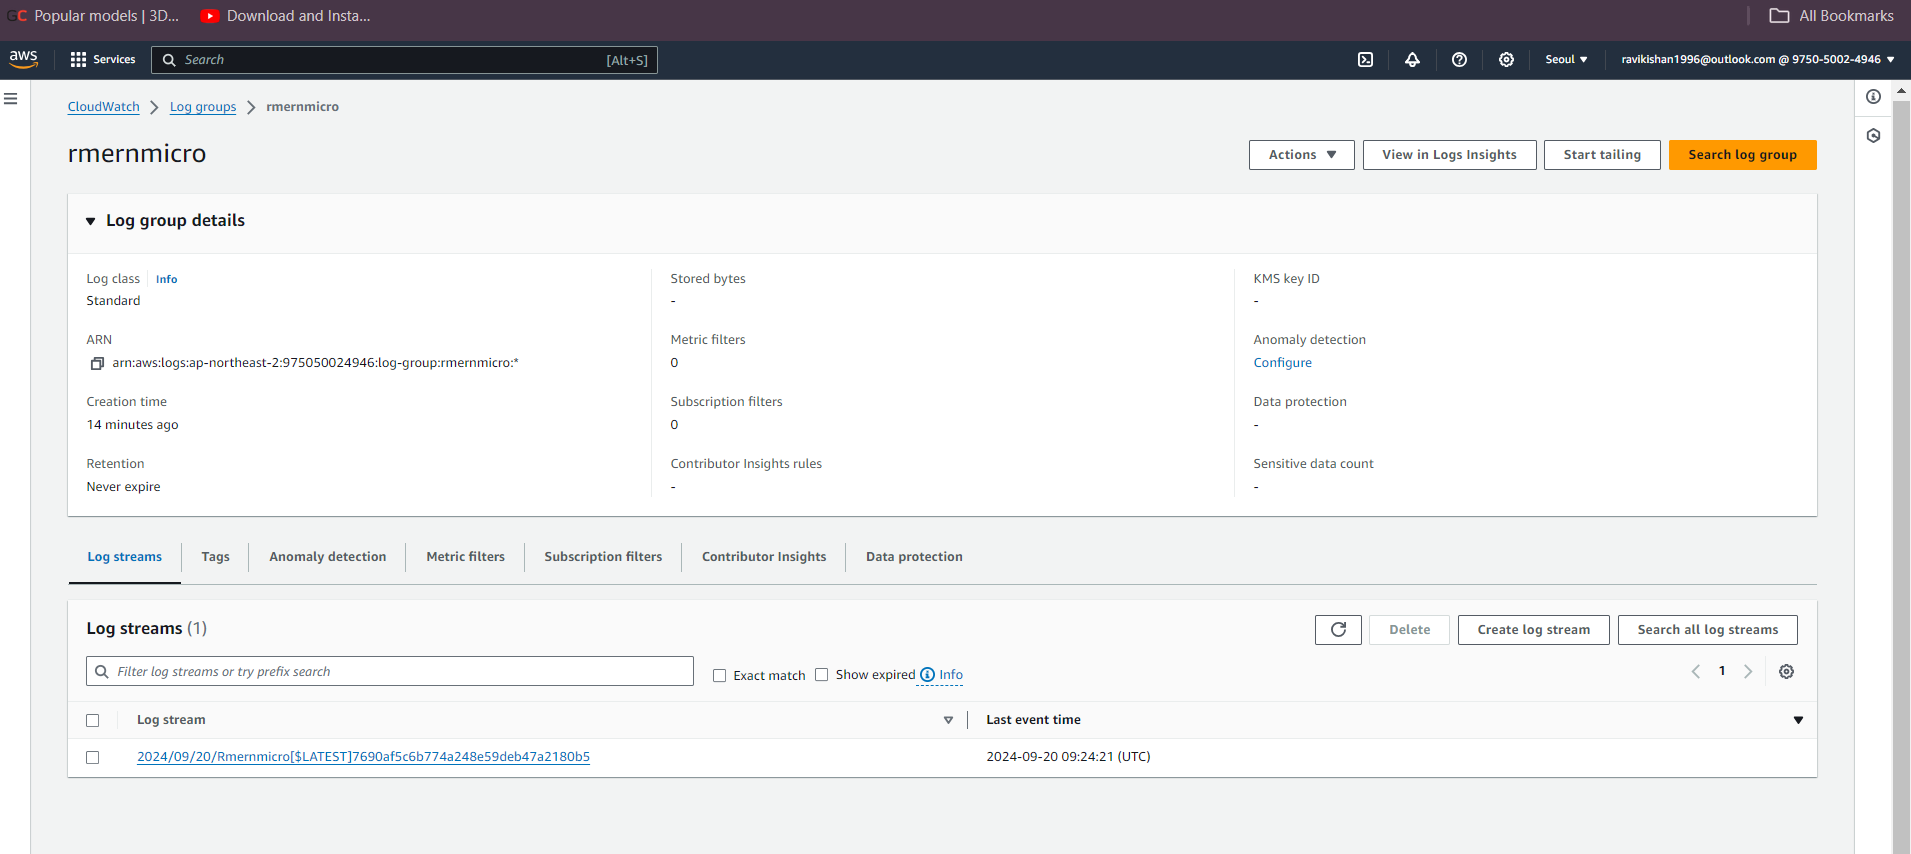 GC Popular models | 3D... Download and Insta... All Bookmarks
aws Services Search [Alt+S] Seoul ravikishan1996@outlook.com @ 9750-5002-4946
CloudWatch Log groups rmernmicro
rmernmicro
Actions View in Logs Insights Start tailing Search log group
Log group details
Log class Info
Standard
ARN
arn:aws:logs:ap-northeast-2:975050024946:log-group:rmernmicro:*
Creation time
14 minutes ago
Retention
Never expire
Stored bytes
-
Metric filters
0
Subscription filters
0
Contributor Insights rules
-
KMS key ID
-
Anomaly detection
Configure
Data protection
-
Sensitive data count
-
Log streams Tags Anomaly detection Metric filters Subscription filters Contributor Insights Data protection
Log streams (1)
Delete Create log stream Search all log streams
Filter log streams or try prefix search Exact match Show expired Info 1
Log stream Last event time
2024/09/20/Rmernmicro[$LATEST]7690af5c6b774a248e59deb47a2180b5 2024-09-20 09:24:21 (UTC)